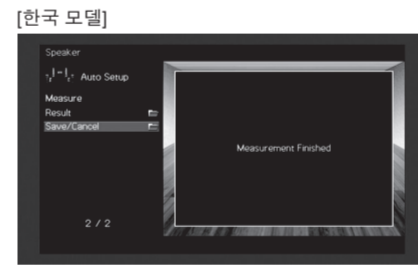 [한국 모델]
Speaker
Auto Setup
Measure
Result
Save/Cancel
Measurement Finished
2 / 2